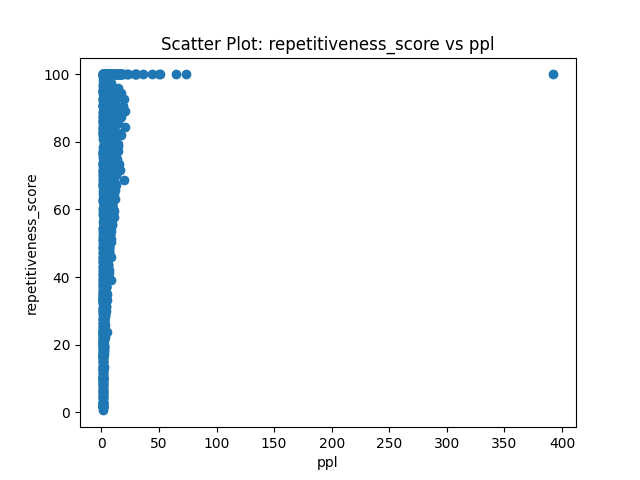 Scatter Plot: repetitiveness_score vs ppl
100
80
60
40
20
0
repetitiveness_score
0 50 100 150 200 250 300 350 400
ppl